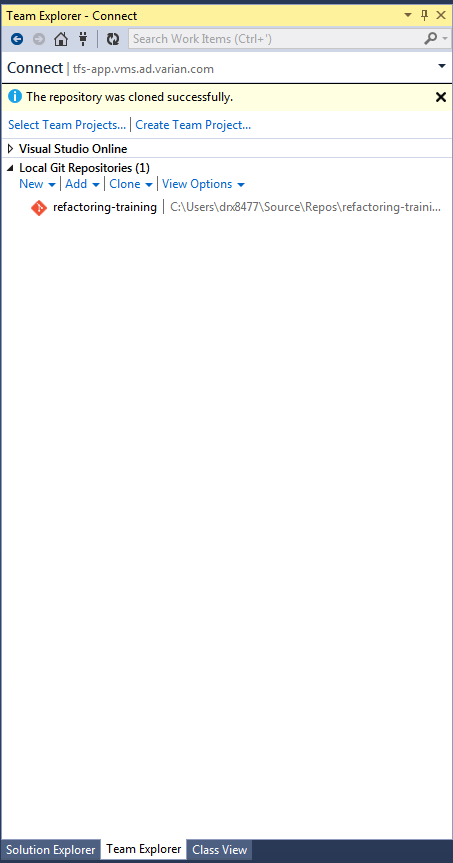 Team Explorer - Connect
Search Work Items (Ctrl+')
Connect | tfs-app.vms.ad.varian.com
The repository was cloned successfully.
Select Team Projects... | Create Team Project...
Visual Studio Online
Local Git Repositories (1)
New | Add | Clone | View Options
refactoring-training | C:\Users\drx8477\Source\Repos\refactoring-traini...
Solution Explorer Team Explorer Class View